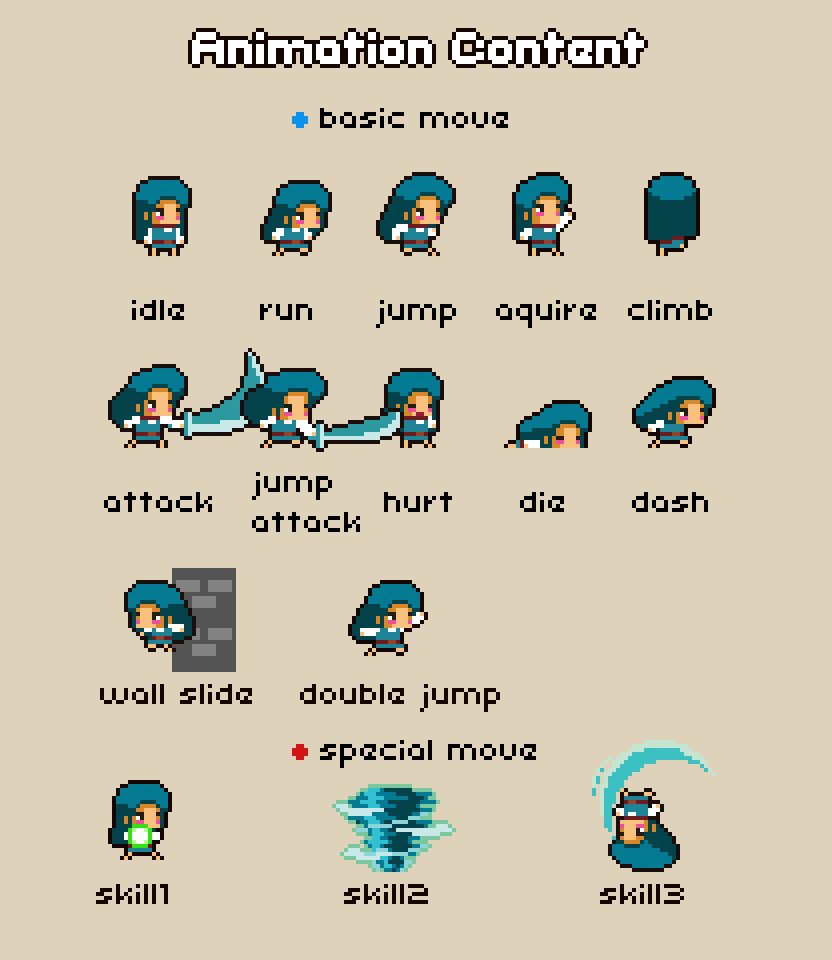 Animation Content
basic move
idle run jump aquire climb
attack jump attack hurt die dash
wall slide double jump
special move
skill1 skill2 skill3